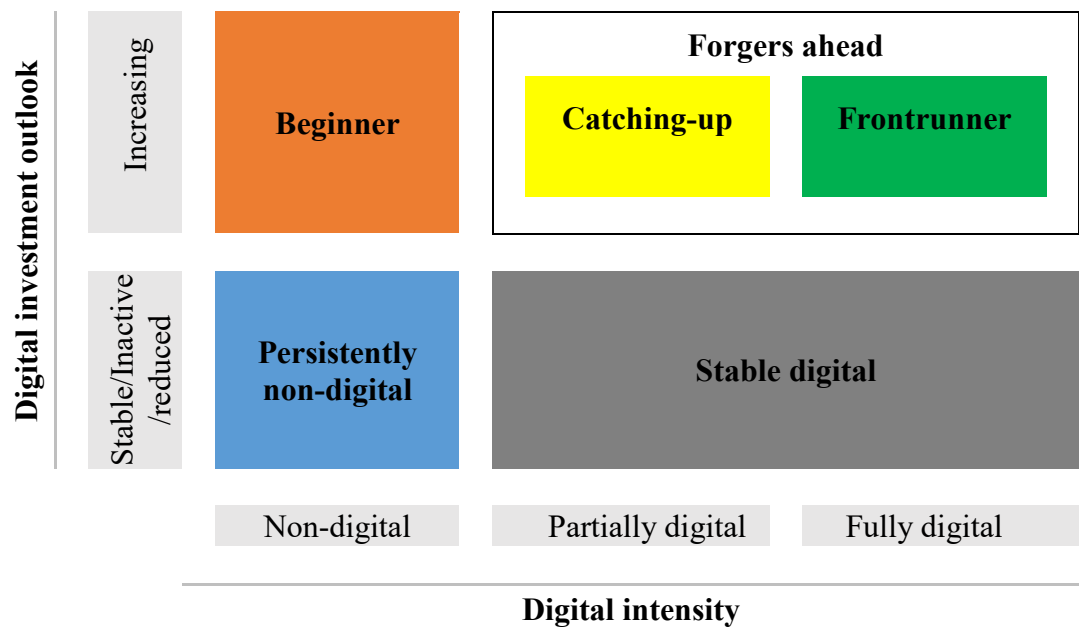 Digital investment outlook
Increasing
Beginner
Forgers ahead
Catching-up
Frontrunner
Stable/Inactive
/reduced
Persistently
non-digital
Stable digital
Non-digital
Partially digital
Fully digital
Digital intensity